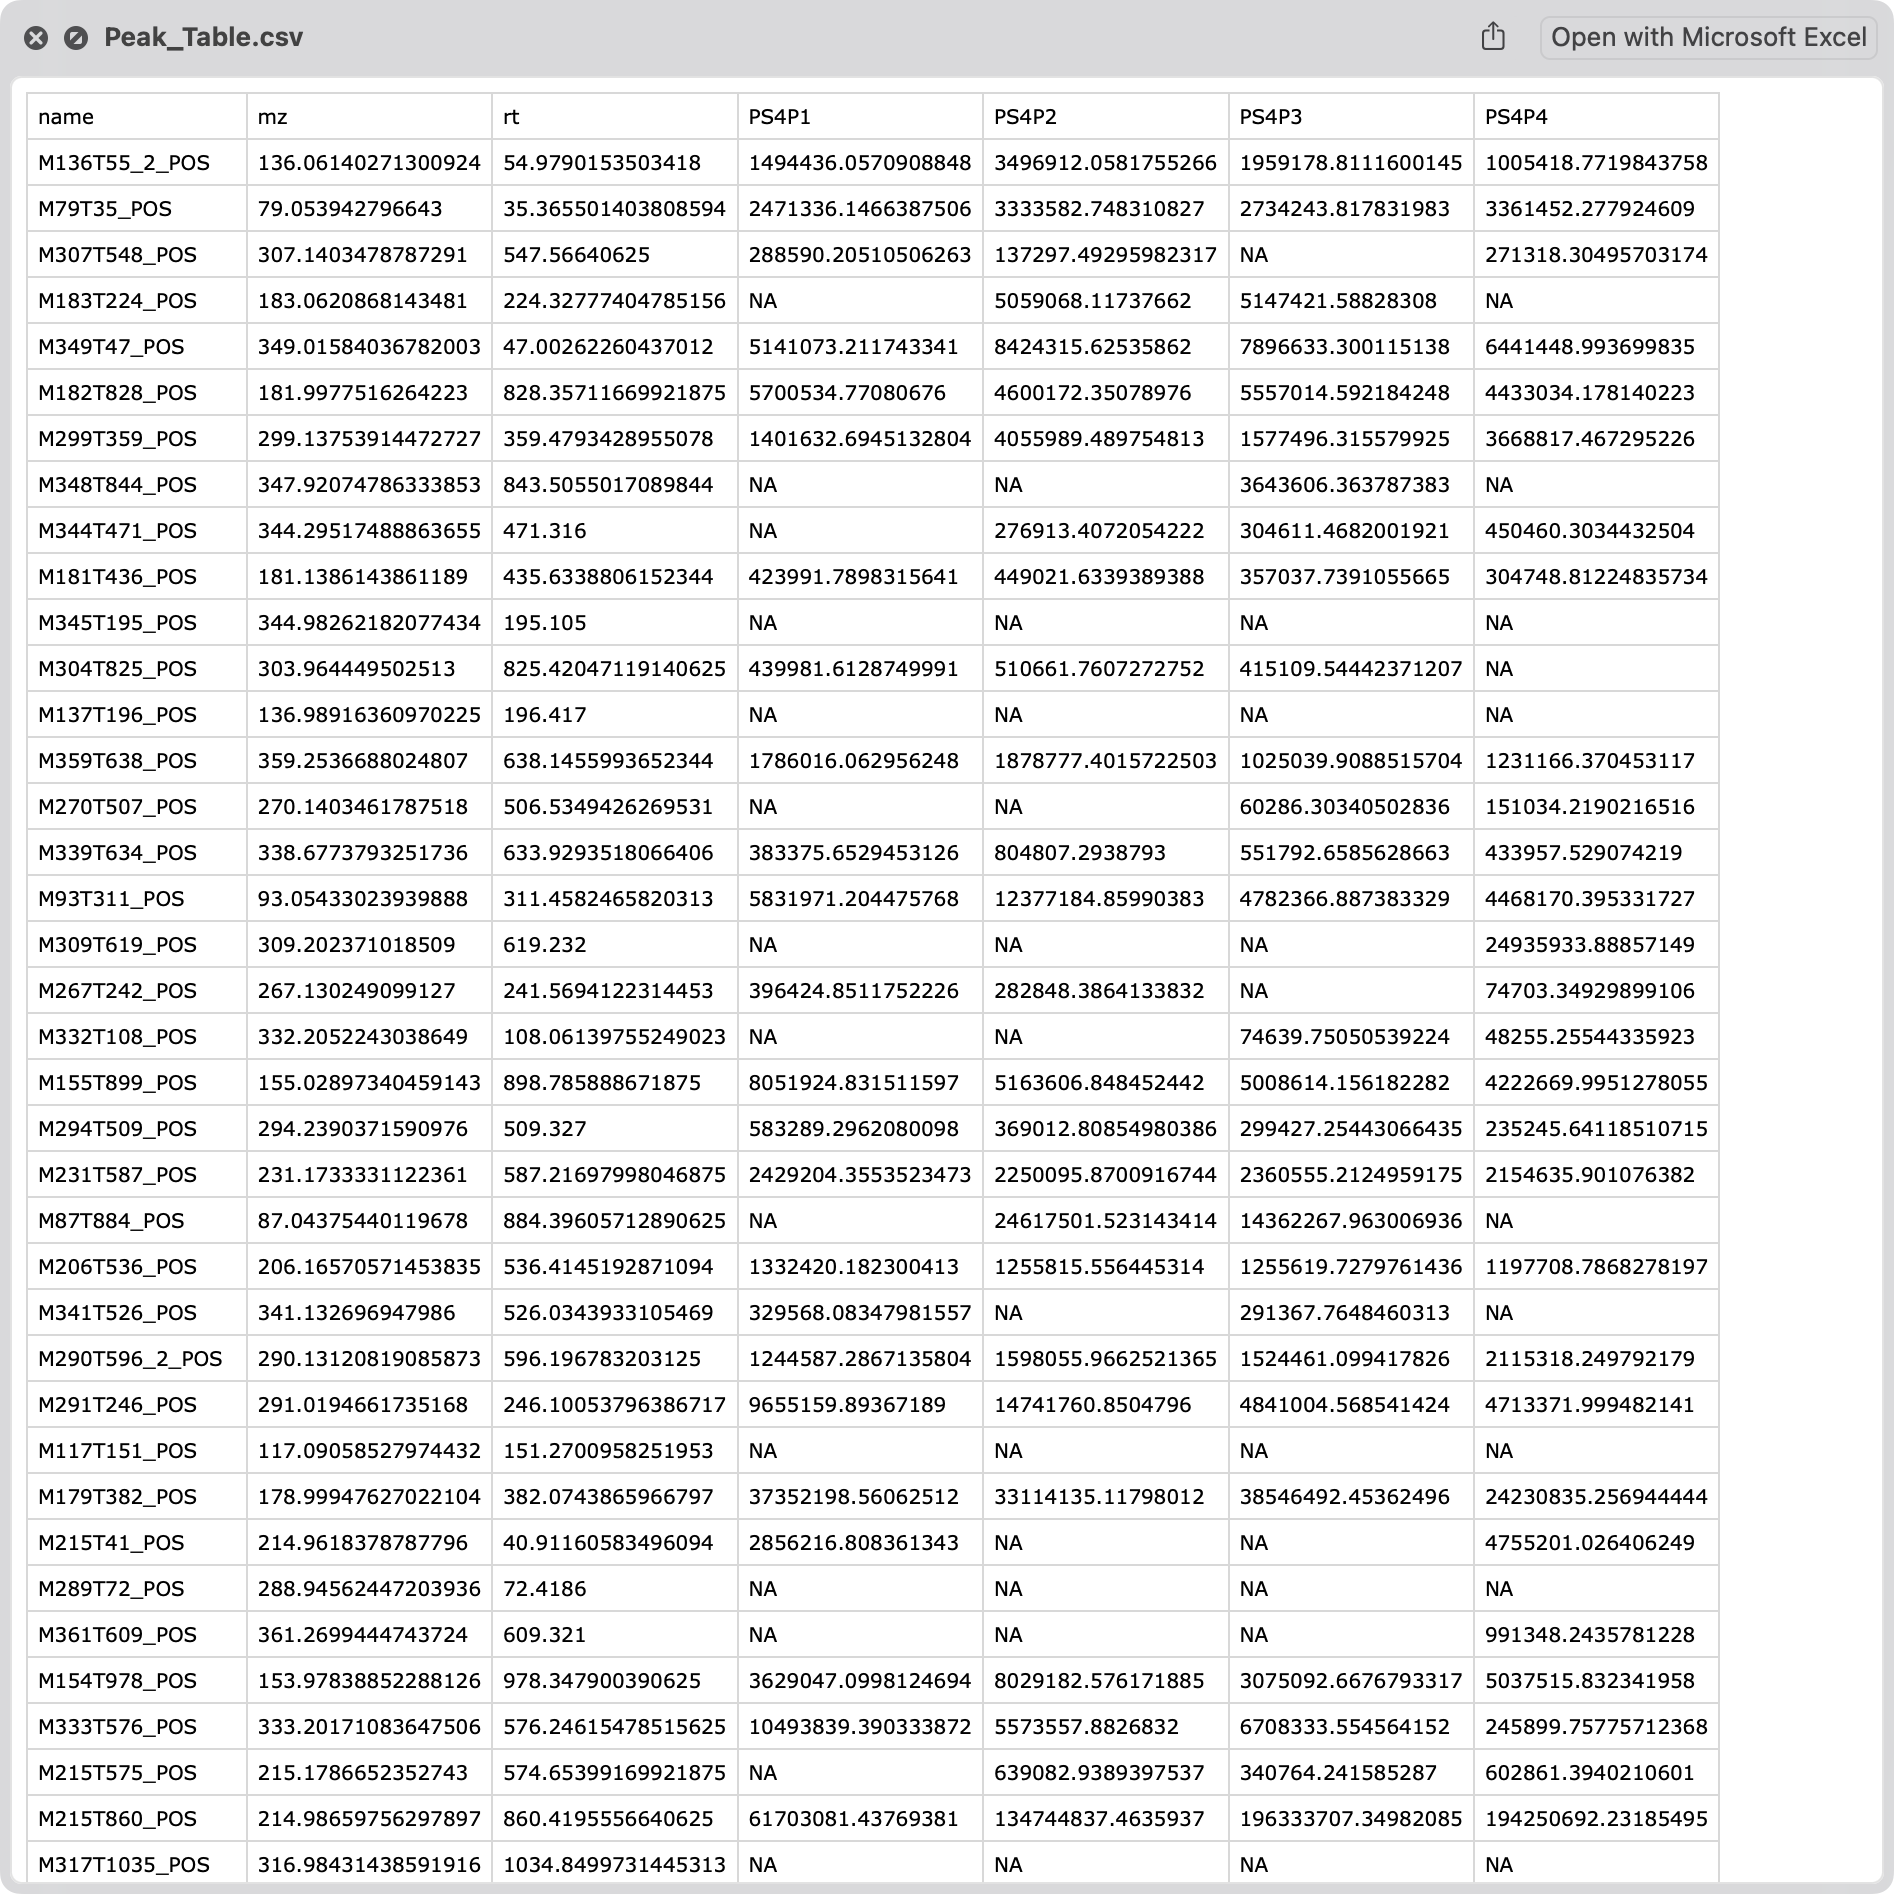 Peak_Table.csv Open with Microsoft Excel
name mz rt PS4P1 PS4P2 PS4P3 PS4P4
M136T55_2_POS 136.06140271300924 54.9790153503418 1494436.0570908848 3496912.0581755266 1959178.8111600145 1005418.7719843758
M79T35_POS 79.053942796643 35.365501403808594 2471336.1466387506 3333582.748310827 2734243.817831983 3361452.277924609
M307T548_POS 307.1403478787291 547.56640625 288590.20510506263 137297.49295982317 NA 271318.30495703174
M183T224_POS 183.0620868143481 224.32777404785156 NA 5059068.11737662 5147421.58828308 NA
M349T47_POS 349.01584036782003 47.00262260437012 5141073.211743341 8424315.62535862 7896633.300115138 6441448.993699835
M182T828_POS 181.9977516264223 828.35711669921875 5700534.77080676 4600172.35078976 5557014.592184248 4433034.178140223
M299T359_POS 299.13753914472727 359.4793428955078 1401632.6945132804 4055989.489754813 1577496.315579925 3668817.467295226
M348T844_POS 347.92074786333853 843.5055017089844 NA NA 3643606.363787383 NA
M344T471_POS 344.29517488863655 471.316 NA 276913.4072054222 304611.4682001921 450460.3034432504
M181T436_POS 181.1386143861189 435.6338806152344 423991.7898315641 449021.6339389388 357037.7391055665 304748.81224835734
M345T195_POS 344.98262182077434 195.105 NA NA NA NA
M304T825_POS 303.964449502513 825.42047119140625 439981.6128749991 510661.7607272752 415109.54442371207 NA
M137T196_POS 136.98916360970225 196.417 NA NA NA NA
M359T638_POS 359.2536688024807 638.1455993652344 1786016.062956248 1878777.4015722503 1025039.9088515704 1231166.370453117
M270T507_POS 270.1403461787518 506.5349426269531 NA NA 60286.30340502836 151034.2190216516
M339T634_POS 338.6773793251736 633.9293518066406 383375.6529453126 804807.2938793 551792.6585628663 433957.529074219
M93T311_POS 93.05433023939888 311.4582465820313 5831971.204475768 12377184.85990383 4782366.887383329 4468170.395331727
M309T619_POS 309.202371018509 619.232 NA NA NA 24935933.88857149
M267T242_POS 267.130249099127 241.5694122314453 396424.8511752226 282848.3864133832 NA 74703.34929899106
M332T108_POS 332.2052243038649 108.06139755249023 NA NA 74639.75050539224 48255.25544335923
M155T899_POS 155.02897340459143 898.785888671875 8051924.831511597 5163606.848452442 5008614.156182282 4222669.9951278055
M294T509_POS 294.2390371590976 509.327 583289.2962080098 369012.80854980386 299427.25443066435 235245.64118510715
M231T587_POS 231.1733331122361 587.21697998046875 2429204.3553523473 2250095.8700916744 2360555.2124959175 2154635.901076382
M87T884_POS 87.04375440119678 884.39605712890625 NA 24617501.523143414 14362267.963006936 NA
M206T536_POS 206.16570571453835 536.4145192871094 1332420.182300413 1255815.556445314 1255619.7279761436 1197708.7868278197
M341T526_POS 341.132696947986 526.0343933105469 329568.08347981557 NA 291367.7648460313 NA
M290T596_2_POS 290.13120819085873 596.196783203125 1244587.2867135804 1598055.9662521365 1524461.099417826 2115318.249792179
M291T246_POS 291.0194661735168 246.10053796386717 9655159.89367189 14741760.8504796 4841004.568541424 4713371.999482141
M117T151_POS 117.09058527974432 151.2700958251953 NA NA NA NA
M179T382_POS 178.99947627022104 382.0743865966797 37352198.56062512 33114135.11798012 38546492.45362496 24230835.256944444
M215T41_POS 214.9618378787796 40.91160583496094 2856216.808361343 NA NA 4755201.026406249
M289T72_POS 288.94562447203936 72.4186 NA NA NA NA
M361T609_POS 361.2699444743724 609.321 NA NA NA 991348.2435781228
M154T978_POS 153.97838852288126 978.347900390625 3629047.0998124694 8029182.576171885 3075092.6676793317 5037515.832341958
M333T576_POS 333.20171083647506 576.24615478515625 10493839.390333872 5573557.8826832 6708333.554564152 245899.75775712368
M215T575_POS 215.1786652352743 574.65399169921875 NA 639082.9389397537 340764.241585287 602861.3940210601
M215T860_POS 214.98659756297897 860.4195556640625 61703081.43769381 134744837.4635937 196333707.34982085 194250692.23185495
M317T1035_POS 316.98431438591916 1034.8499731445313 NA NA NA NA